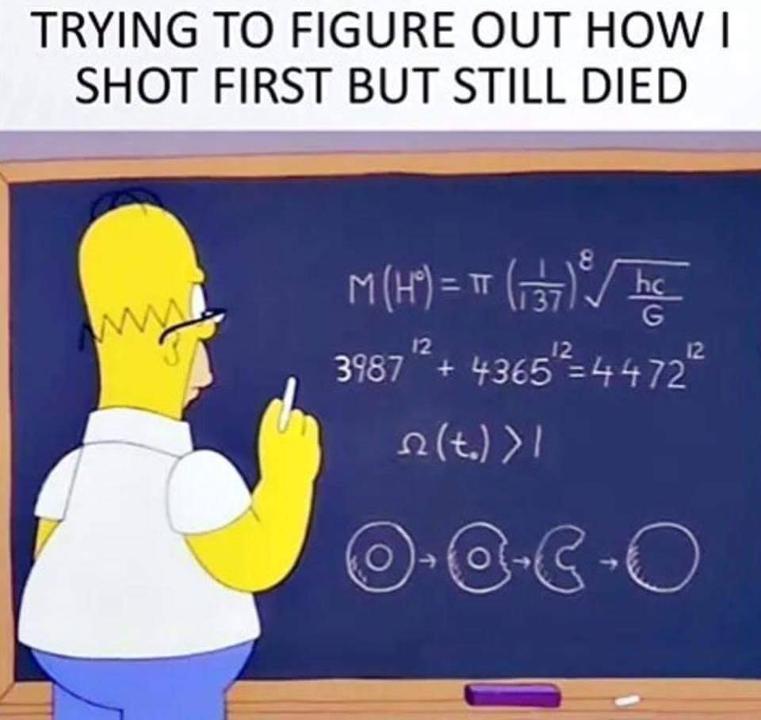 TRYING TO FIGURE OUT HOW I
SHOT FIRST BUT STILL DIED
M(H°) = π (1/137)⁸ √hc/G
3987¹² + 4365¹² = 4472¹²
Ω(t₀) > 1